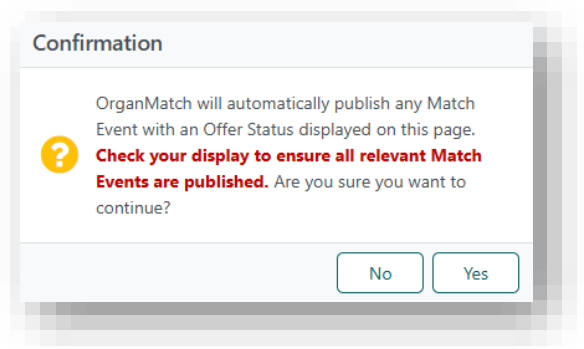 Confirmation
OrganMatch will automatically publish any Match
Event with an Offer Status displayed on this page.
Check your display to ensure all relevant Match
Events are published. Are you sure you want to
continue?
No
Yes